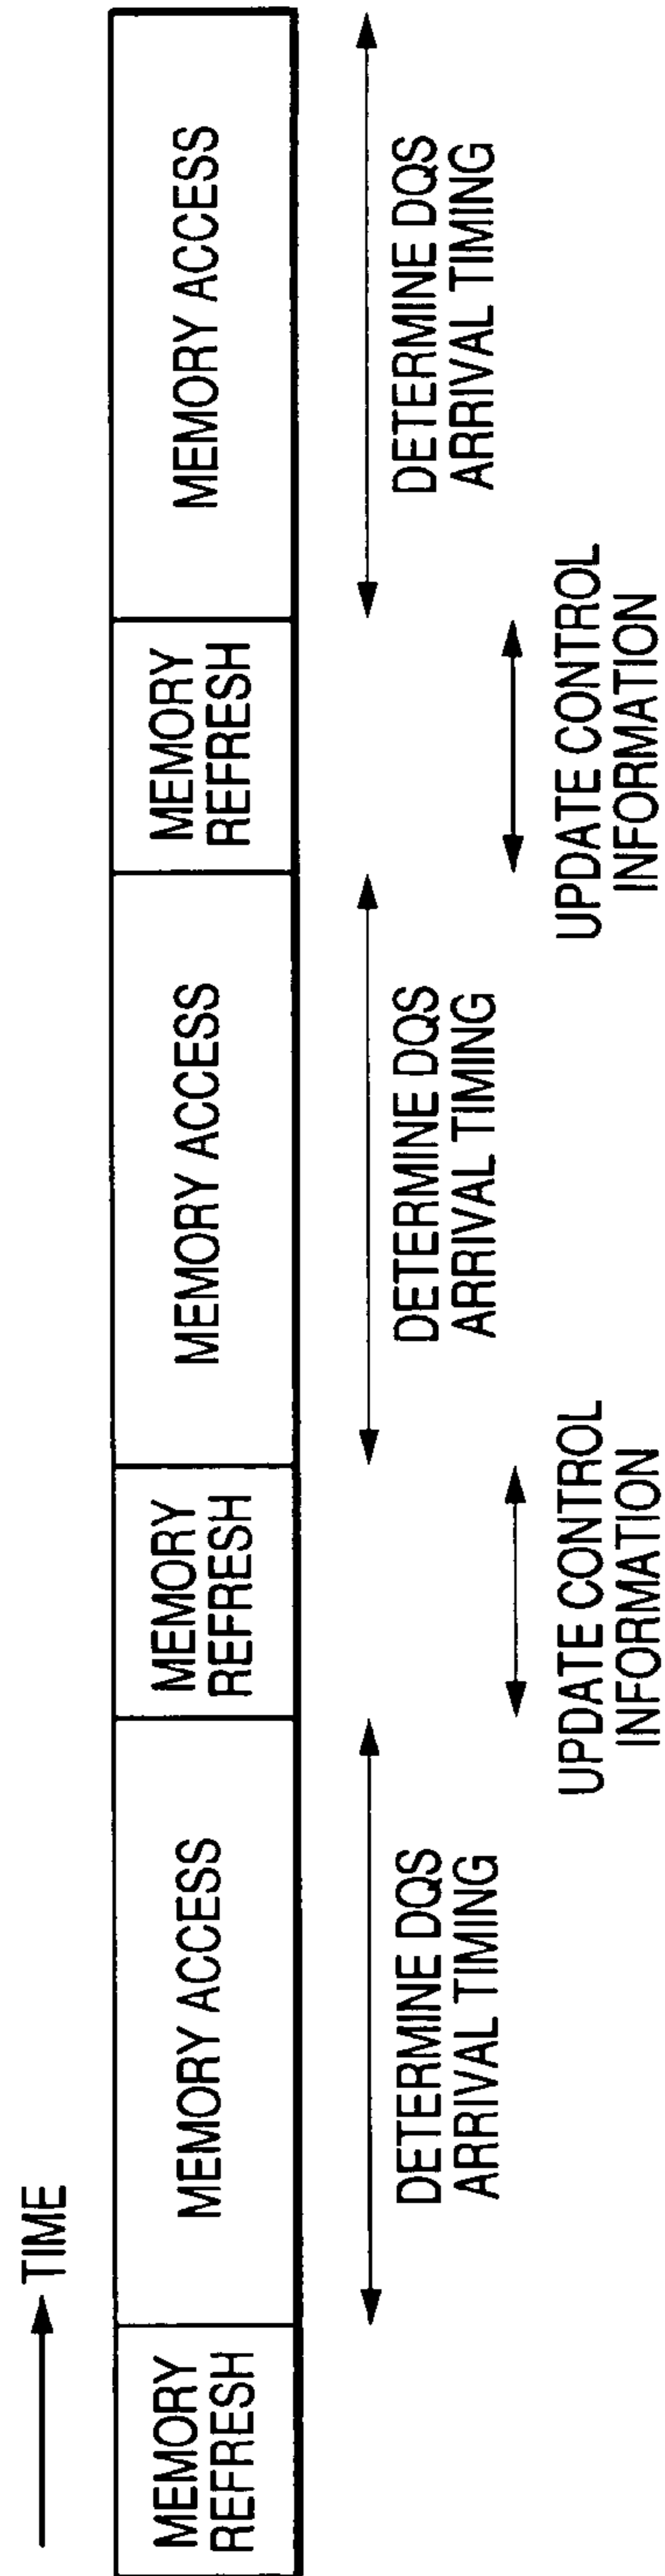 TIME
MEMORY
REFRESH
MEMORY ACCESS
MEMORY
REFRESH
MEMORY ACCESS
MEMORY
REFRESH
MEMORY ACCESS
DETERMINE DQS
ARRIVAL TIMING
DETERMINE DQS
ARRIVAL TIMING
DETERMINE DQS
ARRIVAL TIMING
UPDATE CONTROL
INFORMATION
UPDATE CONTROL
INFORMATION